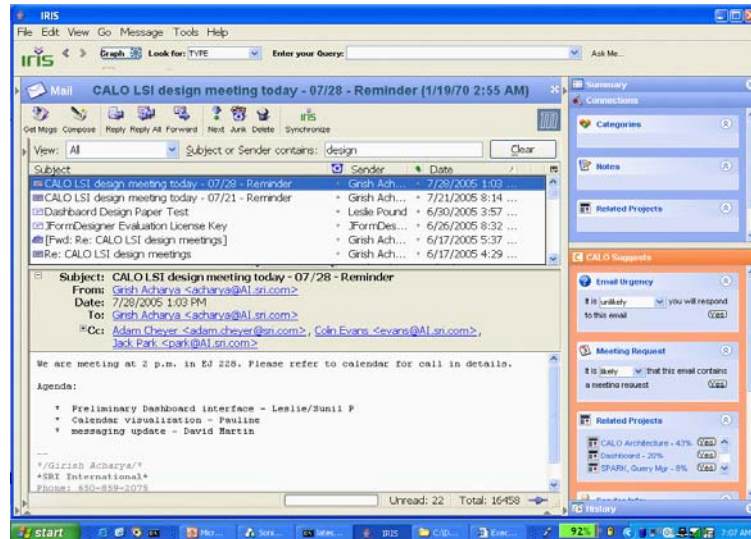 IRIS
File Edit View Go Message Tools Help
iris Graph Look for: TYPE Enter your Query: Ask Me...
Mail CALO LSI design meeting today - 07/28 - Reminder (1/19/70 2:55 AM)
Get Msgs Compose Reply Reply All Forward Next Junk Delete Synchronize
View: All Subject or Sender contains: design Clear
Subject Sender Date
CALO LSI design meeting today - 07/28 - Reminder Girish Ach... 7/28/2005 1:03 ...
CALO LSI design meeting today - 07/21 - Reminder Girish Ach... 7/21/2005 8:14 ...
Dashbaord Design Paper Test Leslie Pound 6/30/2005 3:57 ...
JFormDesigner Evaluation License Key JFormDes... 6/26/2005 8:32 ...
[Fwd: Re: CALO LSI design meetings] Girish Ach... 6/17/2005 5:37 ...
Re: CALO LSI design meetings Girish Ach... 6/17/2005 4:29 ...
Subject: CALO LSI design meeting today - 07/28 - Reminder
From: Girish Acharya <acharya@AI.sri.com>
Date: 7/28/2005 1:03 PM
To: Girish Acharya <acharya@AI.sri.com>
Cc: Adam Cheyer <adam.cheyer@sri.com>, Colin Evans <evans@AI.sri.com>,
Jack Park <park@AI.sri.com>
We are meeting at 2 p.m. in EJ 228. Please refer to calendar for call in details.
Agenda:
* Preliminary Dashboard interface - Leslie/Sunil P
* Calendar visualization - Pauline
* messaging update - David Martin
--
*/Girish Acharya/*
*SRI International*
Phone: 650-859-2075
Unread: 22 Total: 16458
Summary
Connections
Categories
Notes
Related Projects
CALO Suggests
Email Urgency
It is unlikely you will respond
to this email Yes
Meeting Request
It is likely that this email contains
a meeting request Yes
Related Projects
CALO Architecture - 43% Yes
Dashboard - 20% Yes
SPARK, Query Mgr - 8% Yes
History
start Mcr... IRIS C:\D... Exec... 92% 7:07 AM